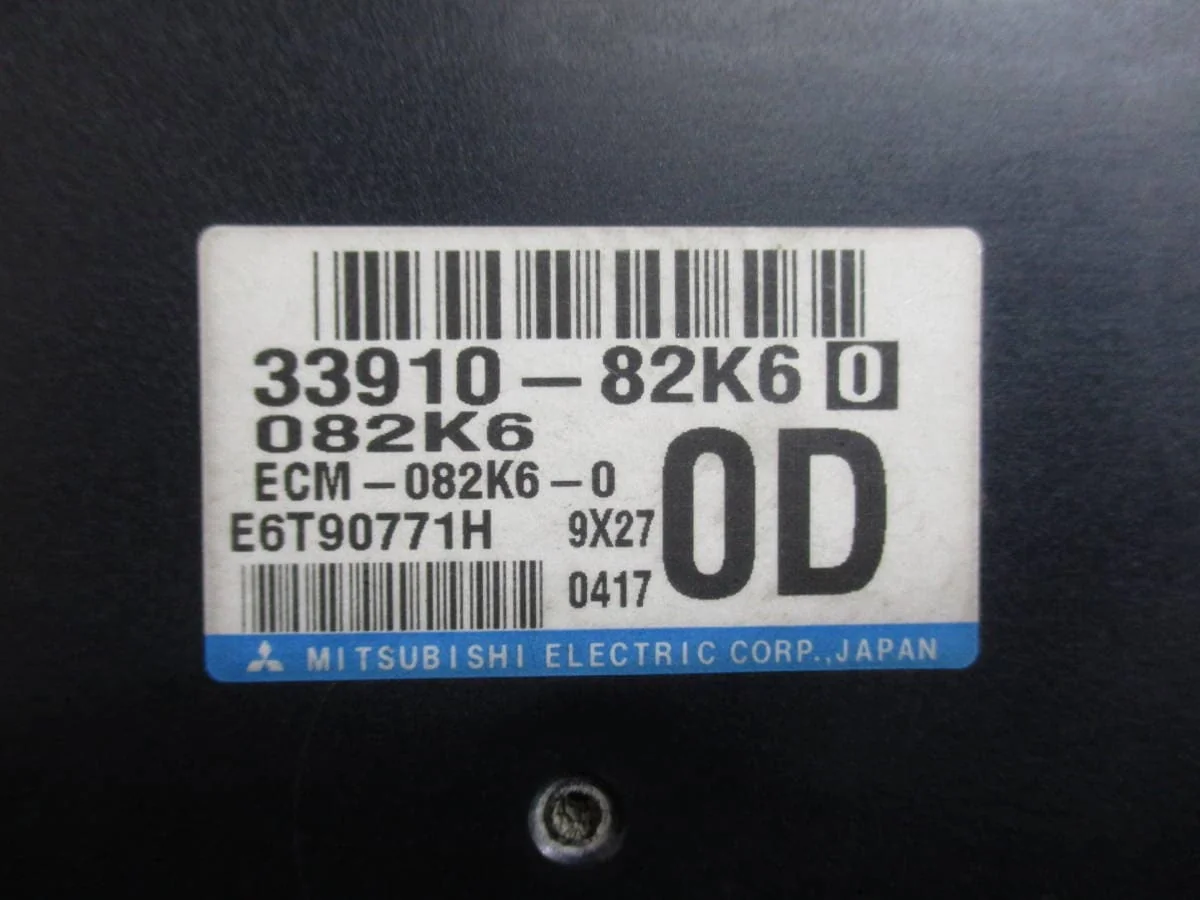 33910-82K6 0
082K6
ECM-082K6-0
0D
E6T90771H 9X27
0417
MITSUBISHI ELECTRIC CORP.,JAPAN